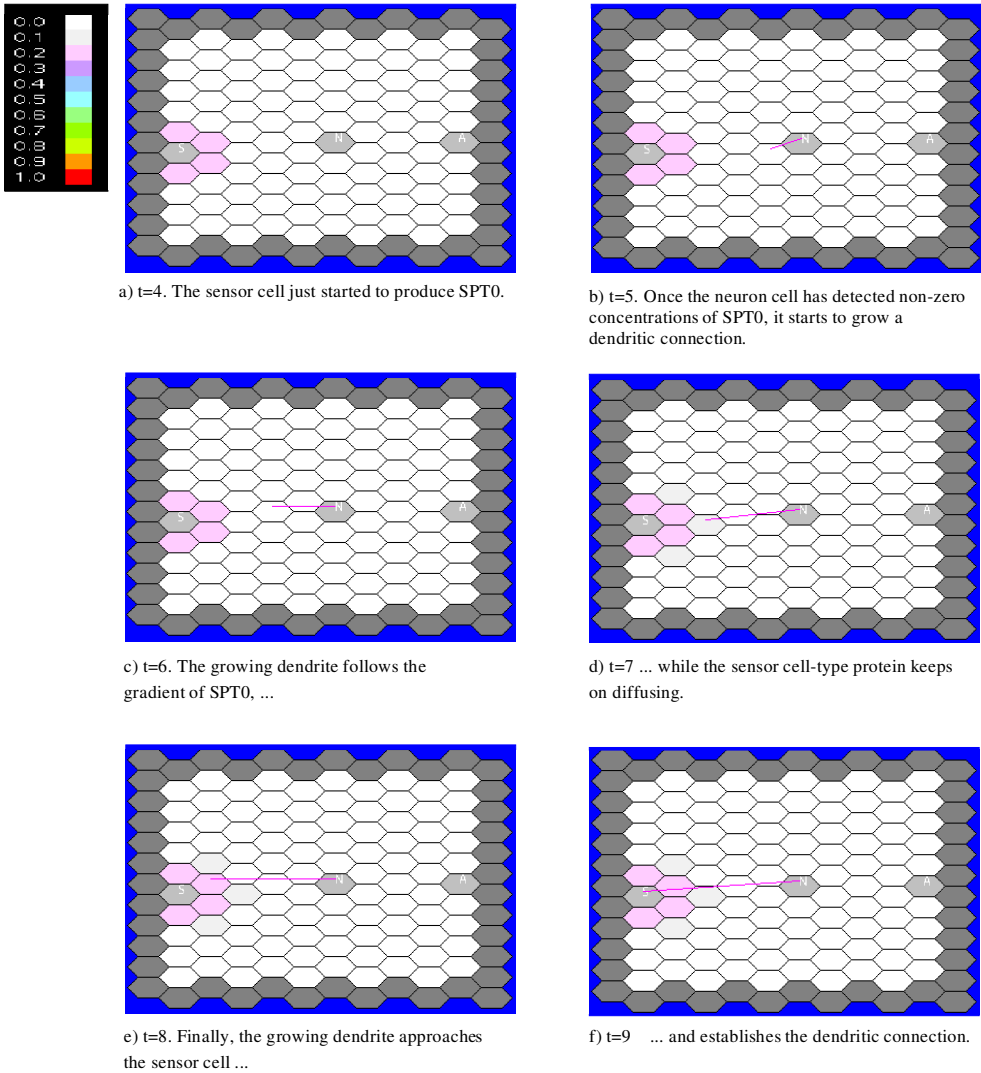 0.0
0.1
0.2
0.3
0.4
0.5
0.6
0.7
0.8
0.9
1.0
S N A
a) t=4. The sensor cell just started to produce SPT0.
S N A
b) t=5. Once the neuron cell has detected non-zero
concentrations of SPT0, it starts to grow a
dendritic connection.
S N A
c) t=6. The growing dendrite follows the
gradient of SPT0, ...
S N A
d) t=7 ... while the sensor cell-type protein keeps
on diffusing.
S N A
e) t=8. Finally, the growing dendrite approaches
the sensor cell ...
S N A
f) t=9 ... and establishes the dendritic connection.